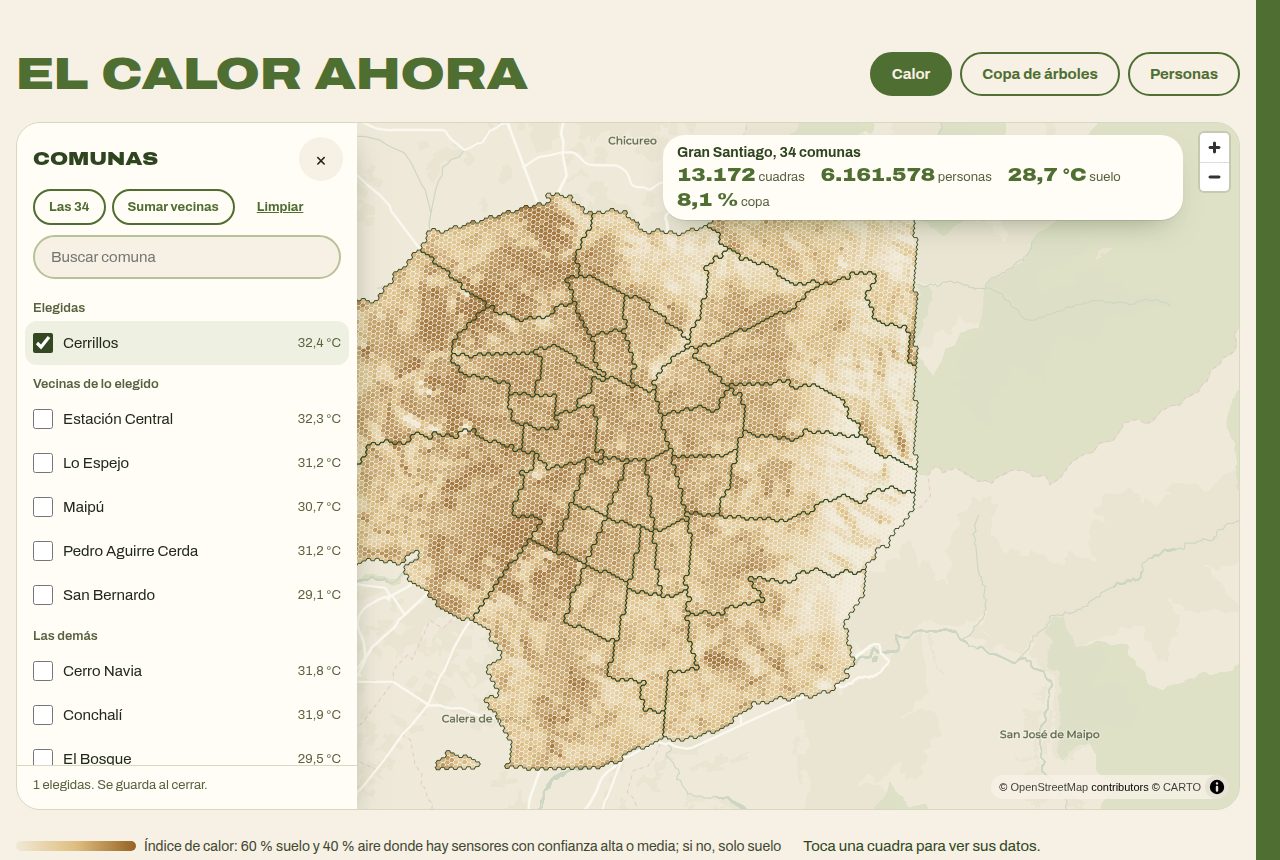 EL CALOR AHORA
Calor
Copa de árboles
Personas
COMUNAS
×
Las 34
Sumar vecinas
Limpiar
Buscar comuna
Elegidas
Cerrillos 32,4 °C
Vecinas de lo elegido
Estación Central 32,3 °C
Lo Espejo 31,2 °C
Maipú 30,7 °C
Pedro Aguirre Cerda 31,2 °C
San Bernardo 29,1 °C
Las demás
Cerro Navia 31,8 °C
Conchalí 31,9 °C
El Bosque 29,5 °C
1 elegidas. Se guarda al cerrar.
Chicureo
Gran Santiago, 34 comunas
13.172 cuadras 6.161.578 personas 28,7 °C suelo
8,1 % copa
+
−
Calera de
San José de Maipo
© OpenStreetMap contributors © CARTO
Índice de calor: 60 % suelo y 40 % aire donde hay sensores con confianza alta o media; si no, solo suelo
Toca una cuadra para ver sus datos.